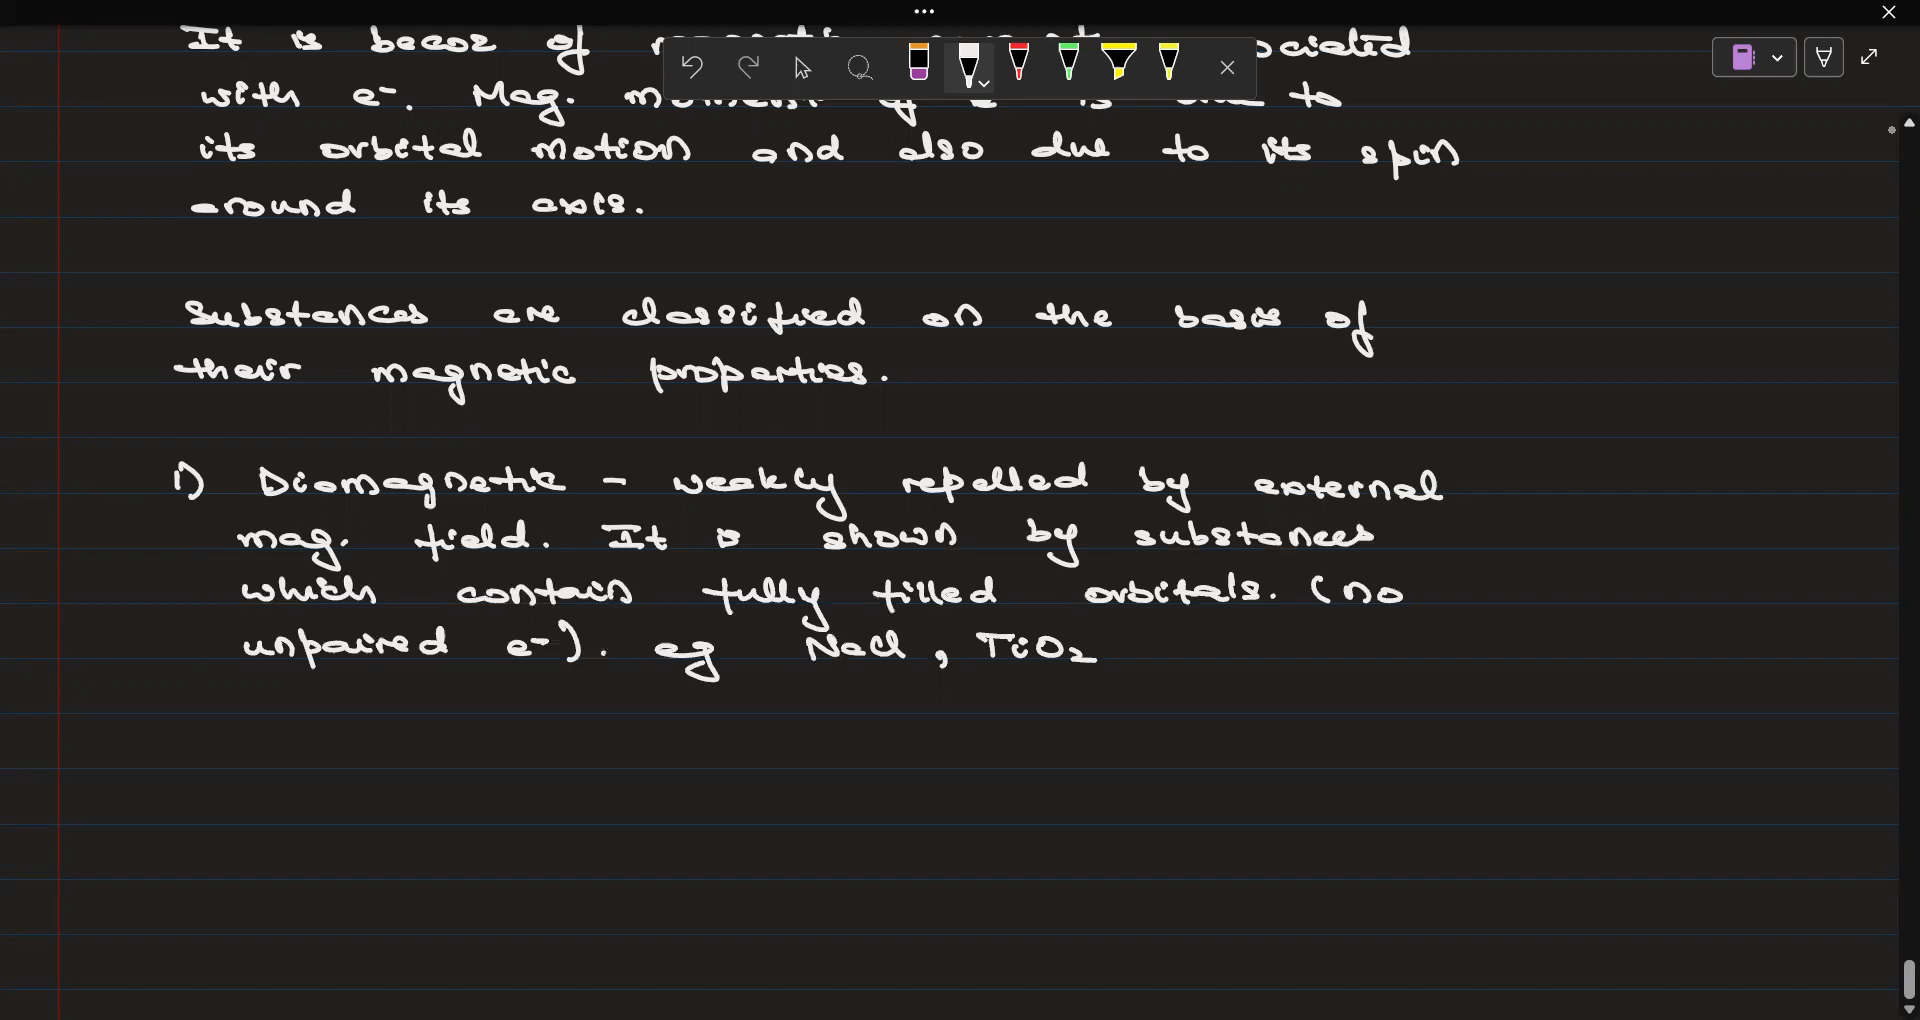 It is becoz of ociated
with e-. Mag. to
its orbital motion and also due to its spin
around its axis.
Substances are classified on the basis of
their magnetic properties.
1) Diamagnetic - weakly repelled by external
mag. field. It is shown by substances
which contain fully filled orbitals. (no
unpaired e-). eg NaCl, TiO₂